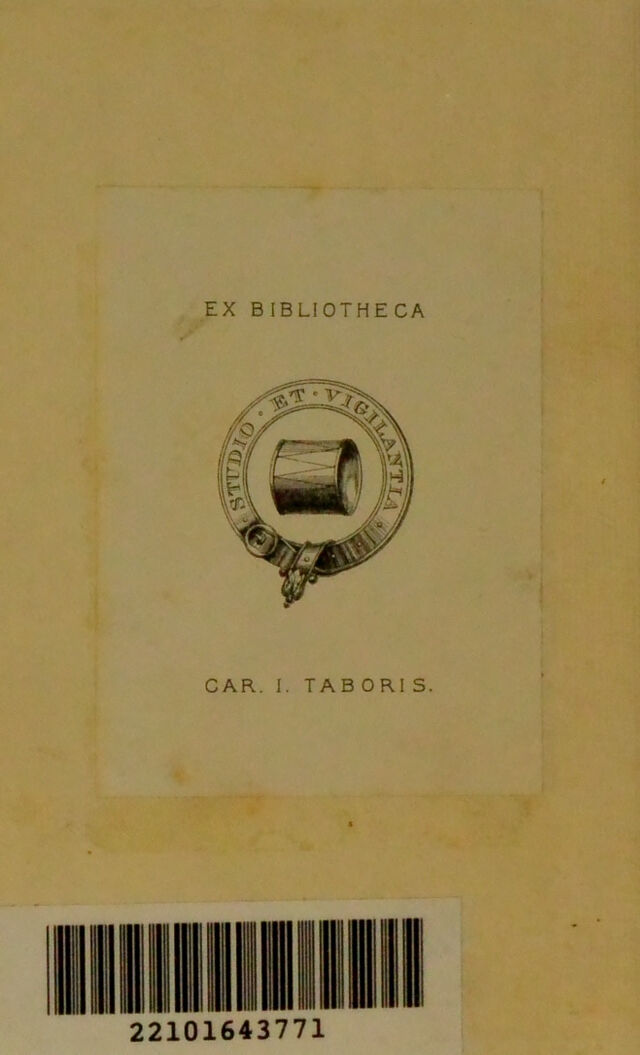 EX BIBLIOTHECA
STUDIO · ET · VIGILANTIA ·
CAR. I. TABORIS.
22101643771